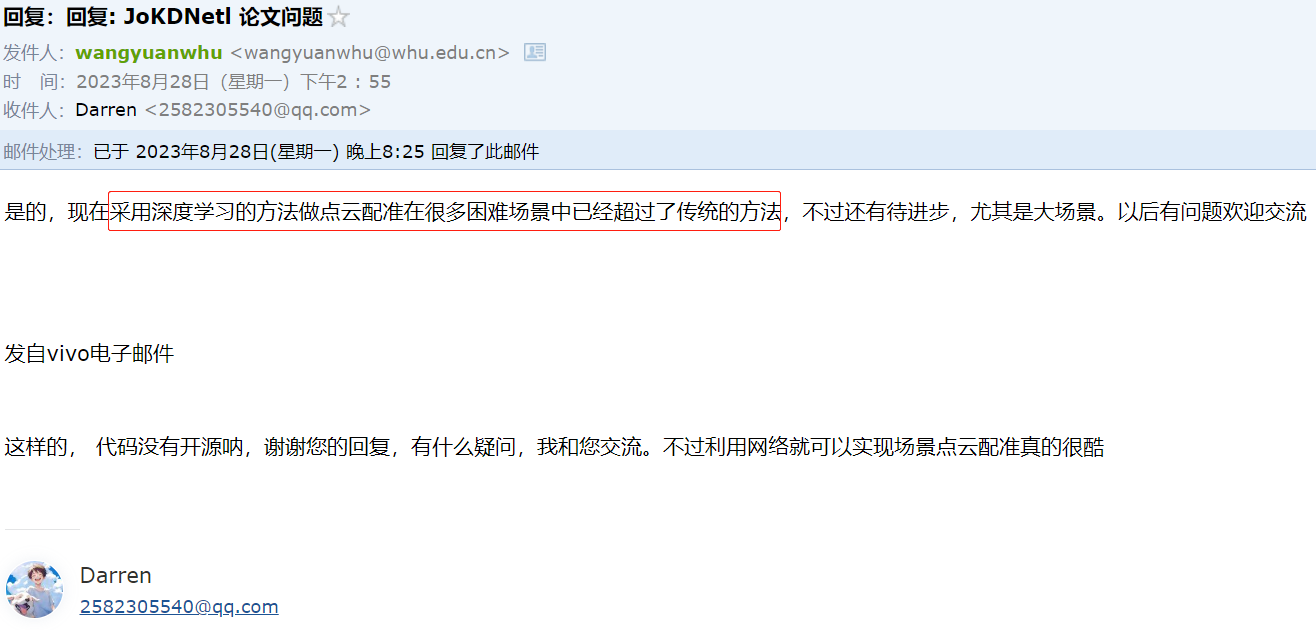 回复：回复: JoKDNetl 论文问题
发件人：wangyuanwhu <wangyuanwhu@whu.edu.cn>
时 间：2023年8月28日（星期一）下午2：55
收件人：Darren <2582305540@qq.com>
邮件处理：已于 2023年8月28日(星期一) 晚上8:25 回复了此邮件
是的，现在采用深度学习的方法做点云配准在很多困难场景中已经超过了传统的方法，不过还有待进步，尤其是大场景。以后有问题欢迎交流
发自vivo电子邮件
这样的， 代码没有开源呐，谢谢您的回复，有什么疑问，我和您交流。不过利用网络就可以实现场景点云配准真的很酷
Darren
2582305540@qq.com